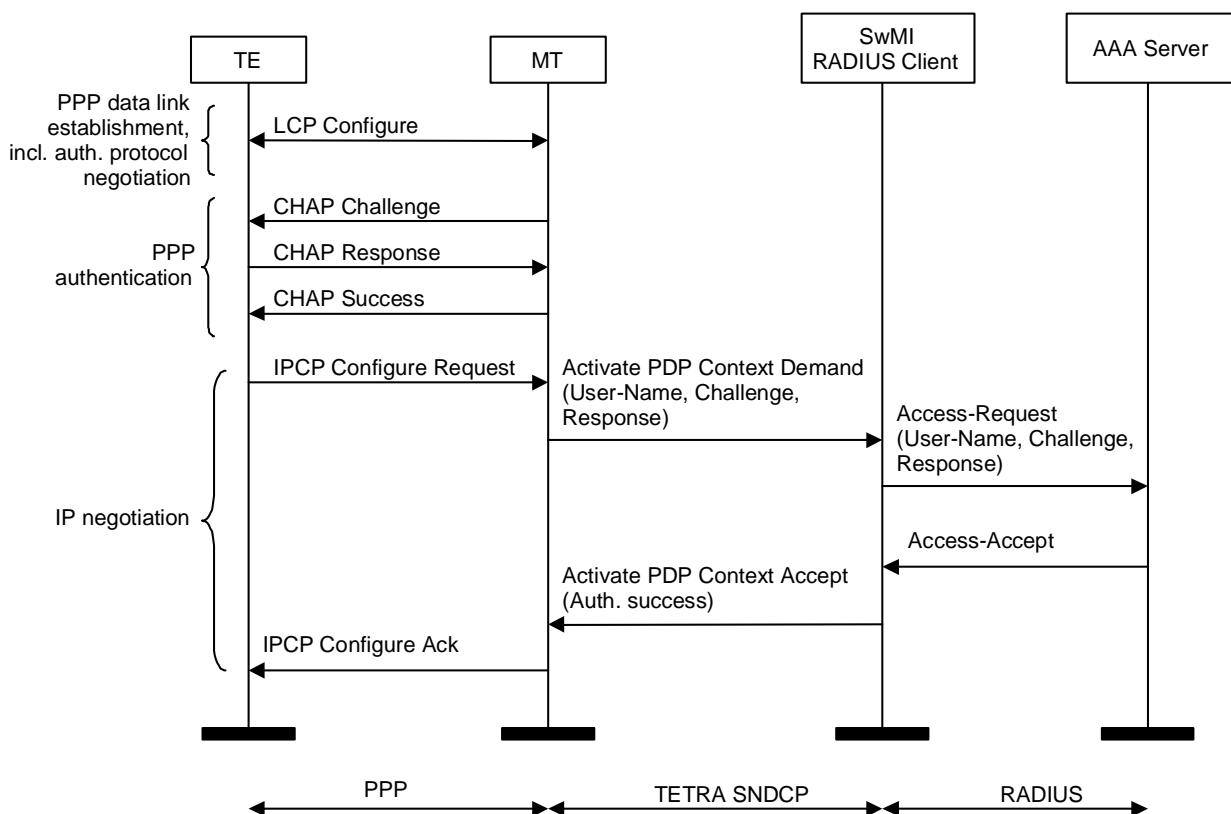 TE
MT
SwMI
RADIUS Client
AAA Server
PPP data link
establishment,
incl. auth. protocol
negotiation
LCP Configure
PPP
authentication
CHAP Challenge
CHAP Response
CHAP Success
IP negotiation
IPCP Configure Request
Activate PDP Context Demand
(User-Name, Challenge,
Response)
Access-Request
(User-Name, Challenge,
Response)
Access-Accept
Activate PDP Context Accept
(Auth. success)
IPCP Configure Ack
PPP
TETRA SNDCP
RADIUS